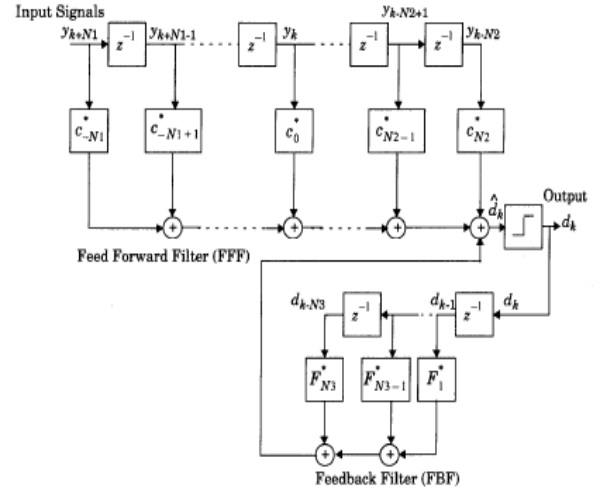 Input Signals
y_{k+N1} z^{-1} y_{k+N1-1} z^{-1} y_k z^{-1} y_{k-N2+1} z^{-1} y_{k-N2}
c^*_{-N1} c^*_{-N1+1} c^*_0 c^*_{N2-1} c^*_{N2}
+ + + + \hat{d}_k Output d_k
Feed Forward Filter (FFF)
d_{k-N3} z^{-1} d_{k-1} z^{-1} d_k
F^*_{N3} F^*_{N3-1} F^*_1
+ +
Feedback Filter (FBF)